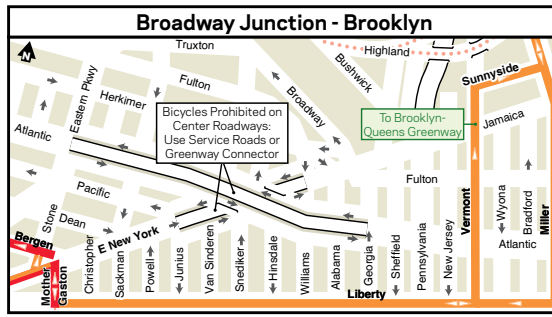 Broadway Junction - Brooklyn
N
Truxton
Highland
Bushwick
Sunnyside
Eastern Pkwy
Herkimer
Fulton
Broadway
Bicycles Prohibited on
Center Roadways:
Use Service Roads or
Greenway Connector
To Brooklyn-
Queens Greenway
Jamaica
Atlantic
Pacific
Fulton
Stone
Dean
E New York
Bergen
Mother
Gaston
Christopher
Sackman
Powell
Junius
Van Sinderen
Snediker
Hinsdale
Williams
Alabama
Georgia
Sheffield
Pennsylvania
New Jersey
Vermont
Wyona
Bradford
Miller
Atlantic
Liberty